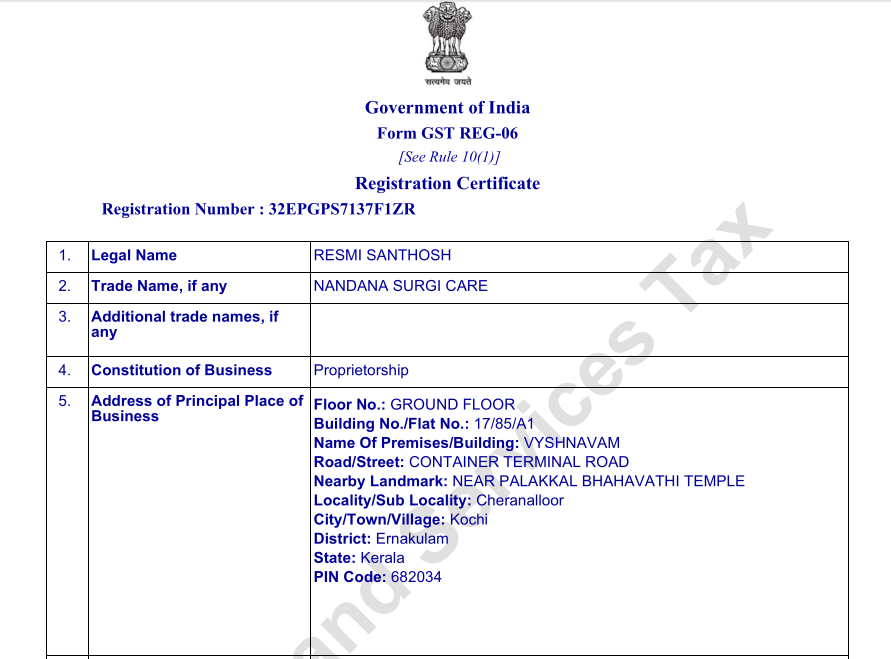 सत्यमेव जयते
Government of India
Form GST REG-06
[See Rule 10(1)]
Registration Certificate
Registration Number : 32EPGPS7137F1ZR
1. Legal Name RESMI SANTHOSH
2. Trade Name, if any NANDANA SURGI CARE
3. Additional trade names, if
any
4. Constitution of Business Proprietorship
5. Address of Principal Place of
Business
Floor No.: GROUND FLOOR
Building No./Flat No.: 17/85/A1
Name Of Premises/Building: VYSHNAVAM
Road/Street: CONTAINER TERMINAL ROAD
Nearby Landmark: NEAR PALAKKAL BHAHAVATHI TEMPLE
Locality/Sub Locality: Cheranalloor
City/Town/Village: Kochi
District: Ernakulam
State: Kerala
PIN Code: 682034
and Services Tax